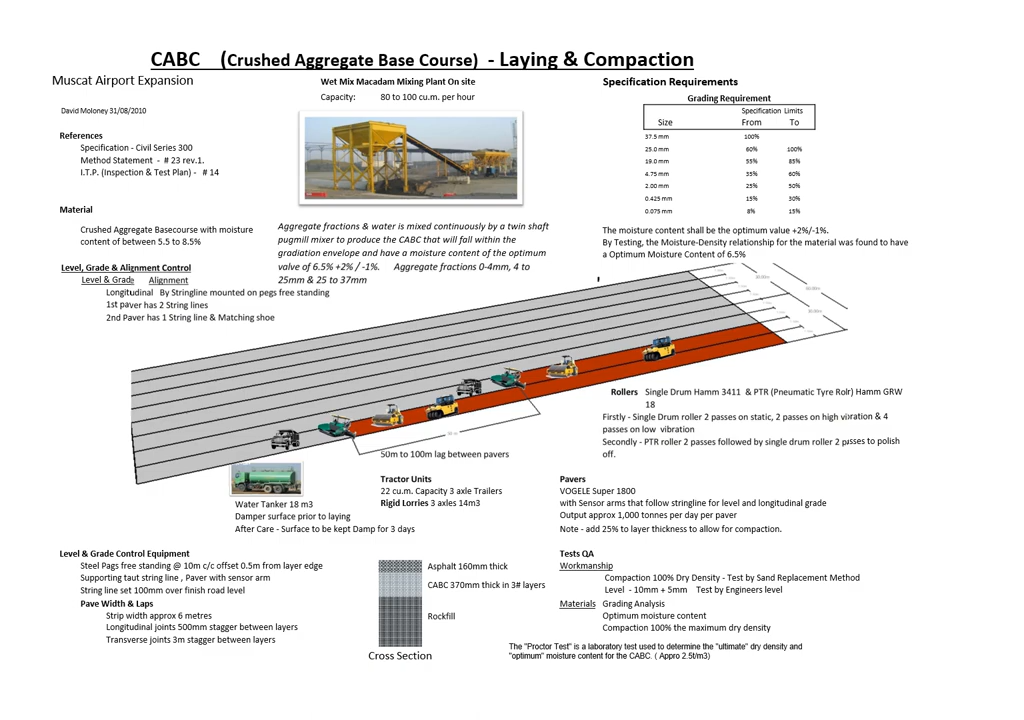 CABC (Crushed Aggregate Base Course) - Laying & Compaction
Muscat Airport Expansion
David Moloney 31/08/2010
References
Specification - Civil Series 300
Method Statement - # 23 rev.1.
I.T.P. (Inspection & Test Plan) - # 14
Material
Crushed Aggregate Basecourse with moisture
content of between 5.5 to 8.5%
Wet Mix Macadam Mixing Plant On site
Capacity: 80 to 100 cu.m. per hour
Aggregate fractions & water is mixed continuously by a twin shaft
pugmill mixer to produce the CABC that will fall within the
gradation envelope and have a moisture content of the optimum
valve of 6.5% +2% / -1%. Aggregate fractions 0-4mm, 4 to
25mm & 25 to 37mm
Specification Requirements
Grading Requirement
Specification Limits
Size From To
37.5 mm 100%
25.0 mm 60% 100%
19.0 mm 55% 85%
4.75 mm 35% 60%
2.00 mm 25% 50%
0.425 mm 15% 30%
0.075 mm 8% 15%
The moisture content shall be the optimum value +2%/-1%.
By Testing, the Moisture-Density relationship for the material was found to have
a Optimum Moisture Content of 6.5%
Level, Grade & Alignment Control
Level & Grade Alignment
Longitudinal By Stringline mounted on pegs free standing
1st paver has 2 String lines
2nd Paver has 1 String line & Matching shoe
Rollers Single Drum Hamm 3411 & PTR (Pneumatic Tyre Rolr) Hamm GRW
18
Firstly - Single Drum roller 2 passes on static, 2 passes on high vibration & 4
passes on low vibration
Secondly - PTR roller 2 passes followed by single drum roller 2 passes to polish
off.
50m to 100m lag between pavers
Water Tanker 18 m3
Damper surface prior to laying
After Care - Surface to be kept Damp for 3 days
Tractor Units
22 cu.m. Capacity 3 axle Trailers
Rigid Lorries 3 axles 14m3
Pavers
VOGELE Super 1800
with Sensor arms that follow stringline for level and longitudinal grade
Output approx 1,000 tonnes per day per paver
Note - add 25% to layer thickness to allow for compaction.
Level & Grade Control Equipment
Steel Pags free standing @ 10m c/c offset 0.5m from layer edge
Supporting taut string line , Paver with sensor arm
String line set 100mm over finish road level
Pave Width & Laps
Strip width approx 6 metres
Longitudinal joints 500mm stagger between layers
Transverse joints 3m stagger between layers
Asphalt 160mm thick
CABC 370mm thick in 3# layers
Rockfill
Cross Section
Tests QA
Workmanship
Compaction 100% Dry Density - Test by Sand Replacement Method
Level - 10mm + 5mm Test by Engineers level
Materials Grading Analysis
Optimum moisture content
Compaction 100% the maximum dry density
The "Proctor Test" is a laboratory test used to determine the "ultimate" dry density and
"optimum" moisture content for the CABC. ( Appro 2.5t/m3)